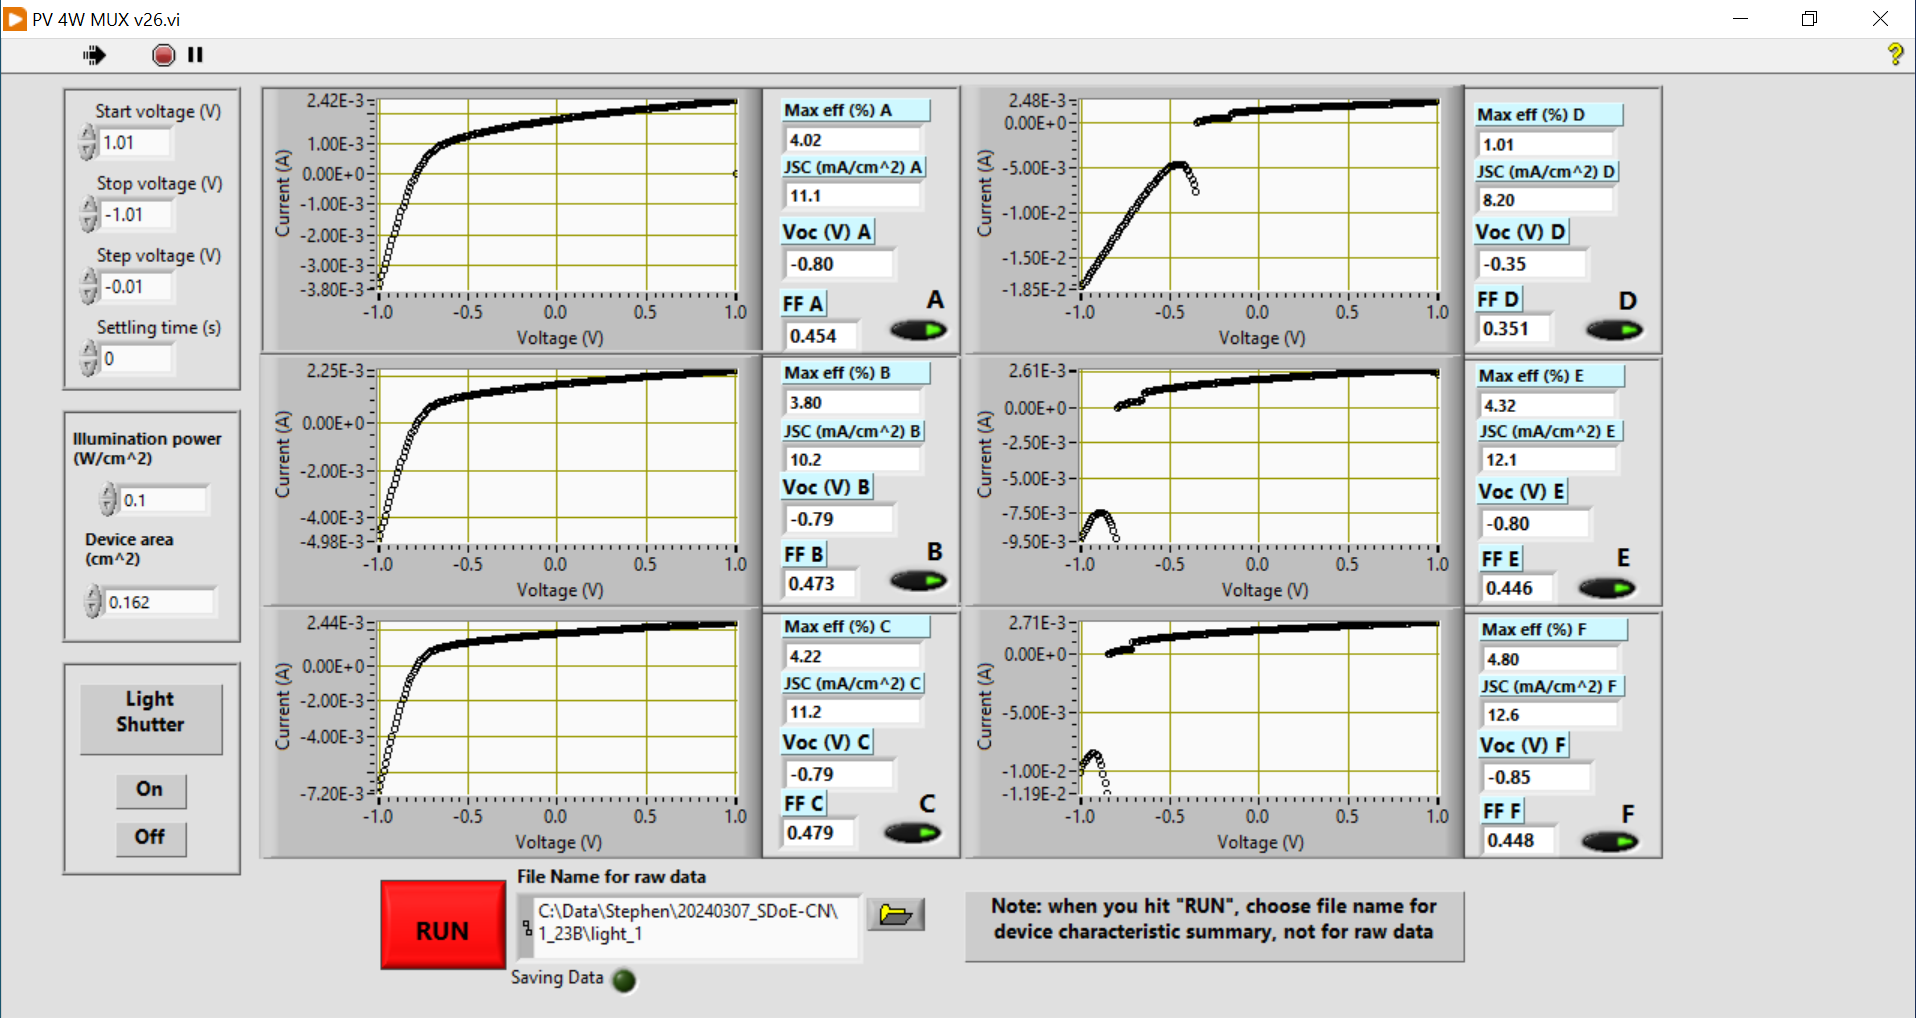 PV 4W MUX v26.vi
Start voltage (V)
1.01
Stop voltage (V)
-1.01
Step voltage (V)
-0.01
Settling time (s)
0
Illumination power
(W/cm^2)
0.1
Device area
(cm^2)
0.162
Light
Shutter
On
Off
Current (A)
2.42E-3
1.00E-3
0.00E+0
-1.00E-3
-2.00E-3
-3.00E-3
-3.80E-3
-1.0 -0.5 0.0 0.5 1.0
Voltage (V)
Max eff (%) A
4.02
JSC (mA/cm^2) A
11.1
Voc (V) A
-0.80
FF A
0.454
A
Current (A)
2.48E-3
0.00E+0
-5.00E-3
-1.00E-2
-1.50E-2
-1.85E-2
-1.0 -0.5 0.0 0.5 1.0
Voltage (V)
Max eff (%) D
1.01
JSC (mA/cm^2) D
8.20
Voc (V) D
-0.35
FF D
0.351
D
Current (A)
2.25E-3
0.00E+0
-2.00E-3
-4.00E-3
-4.98E-3
-1.0 -0.5 0.0 0.5 1.0
Voltage (V)
Max eff (%) B
3.80
JSC (mA/cm^2) B
10.2
Voc (V) B
-0.79
FF B
0.473
B
Current (A)
2.61E-3
0.00E+0
-2.50E-3
-5.00E-3
-7.50E-3
-9.50E-3
-1.0 -0.5 0.0 0.5 1.0
Voltage (V)
Max eff (%) E
4.32
JSC (mA/cm^2) E
12.1
Voc (V) E
-0.80
FF E
0.446
E
Current (A)
2.44E-3
0.00E+0
-2.00E-3
-4.00E-3
-7.20E-3
-1.0 -0.5 0.0 0.5 1.0
Voltage (V)
Max eff (%) C
4.22
JSC (mA/cm^2) C
11.2
Voc (V) C
-0.79
FF C
0.479
C
Current (A)
2.71E-3
0.00E+0
-5.00E-3
-1.00E-2
-1.19E-2
-1.0 -0.5 0.0 0.5 1.0
Voltage (V)
Max eff (%) F
4.80
JSC (mA/cm^2) F
12.6
Voc (V) F
-0.85
FF F
0.448
F
RUN
File Name for raw data
C:\Data\Stephen\20240307_SDoE-CN\
1_23B\light_1
Saving Data
Note: when you hit "RUN", choose file name for
device characteristic summary, not for raw data